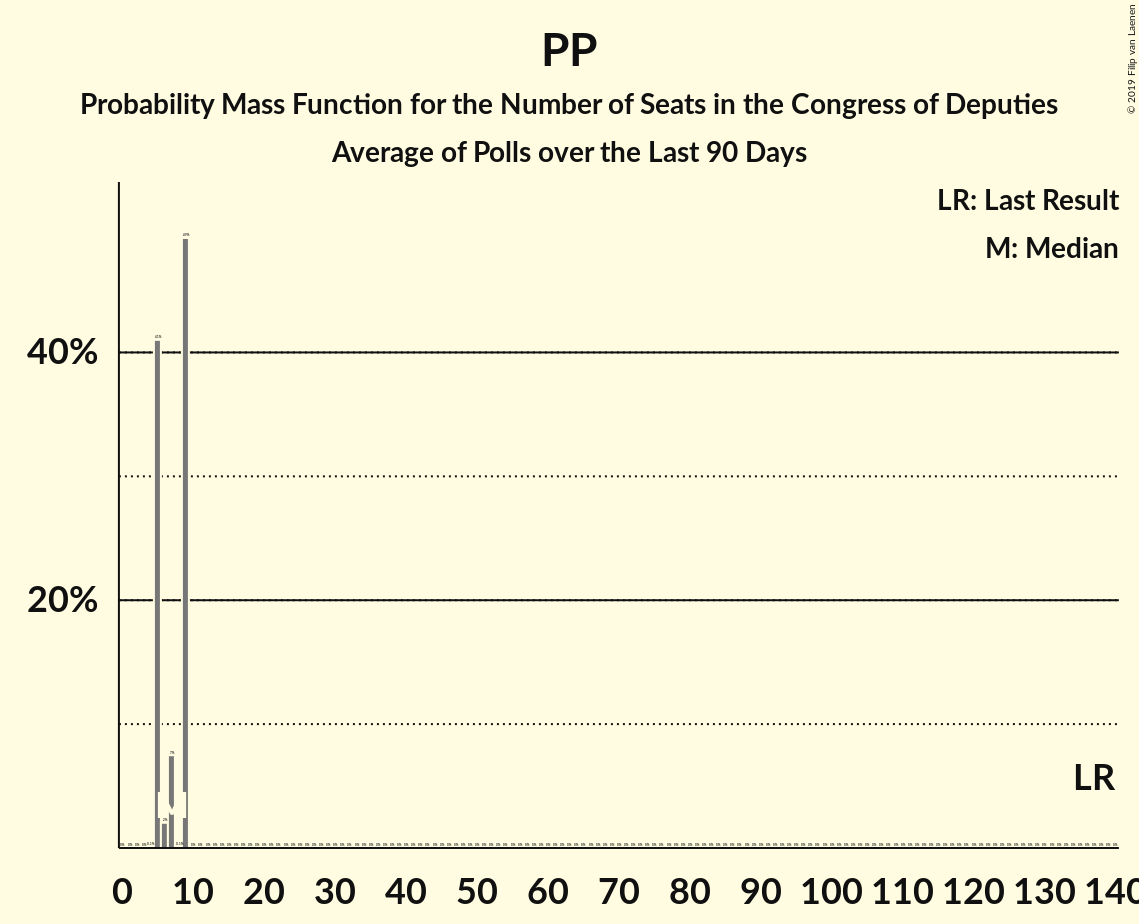 PP
Probability Mass Function for the Number of Seats in the Congress of Deputies
Average of Polls over the Last 90 Days
© 2019 Filip van Laenen
LR: Last Result
M: Median
40%
20%
LR
M
0 10 20 30 40 50 60 70 80 90 100 110 120 130 140